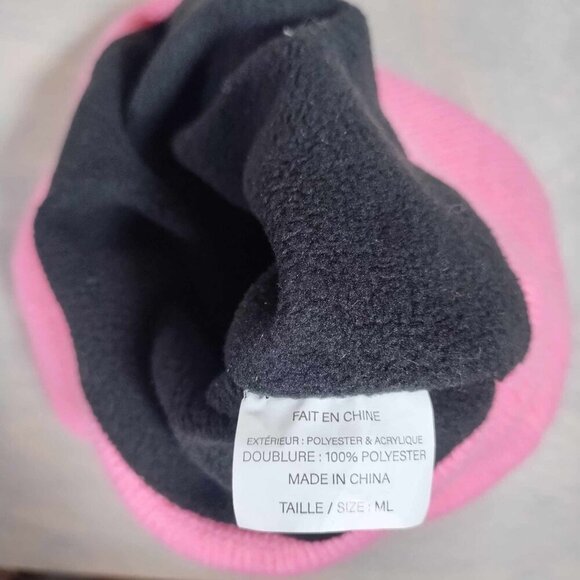 FAIT EN CHINE
EXTÉRIEUR : POLYESTER & ACRYLIQUE
DOUBLURE : 100% POLYESTER
MADE IN CHINA
TAILLE / SIZE : ML